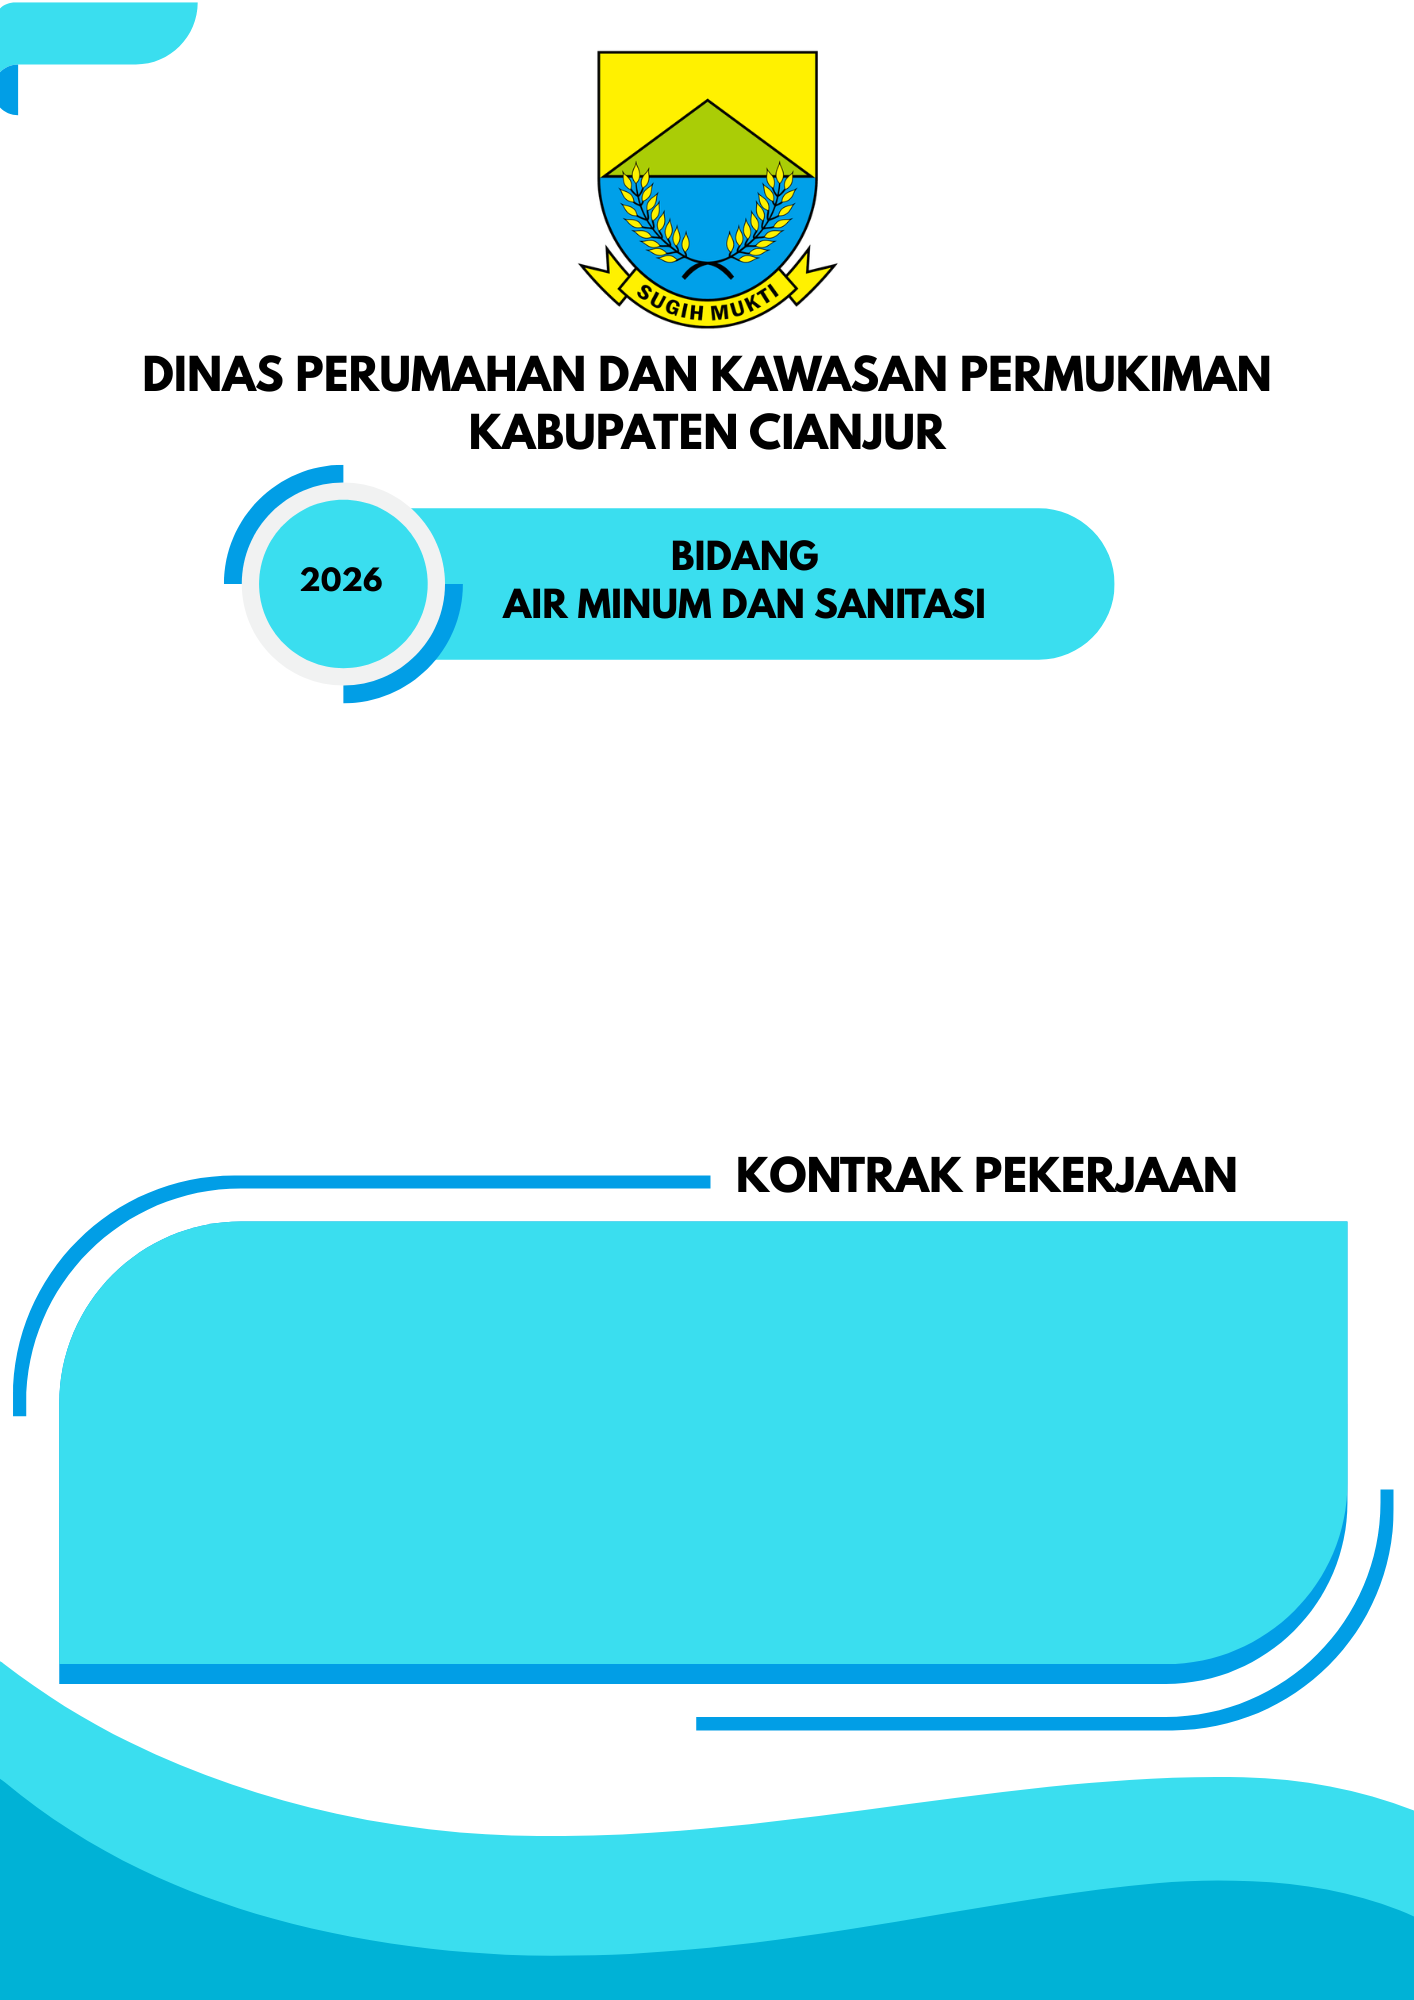 SUGIH MUKTI
DINAS PERUMAHAN DAN KAWASAN PERMUKIMAN
KABUPATEN CIANJUR
2026
BIDANG
AIR MINUM DAN SANITASI
KONTRAK PEKERJAAN